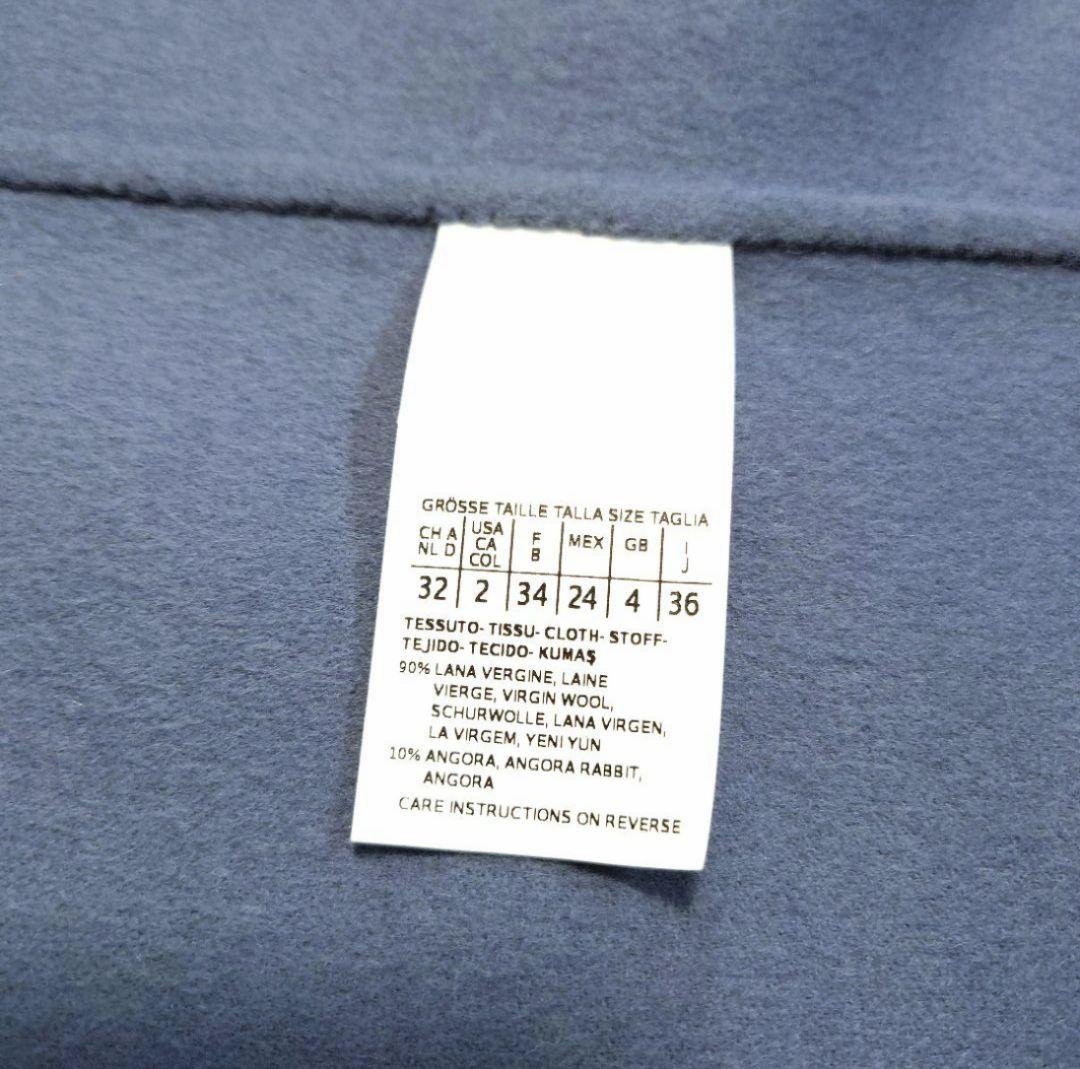 GRÖSSE TAILLE TALLA SIZE TAGLIA
CH A NL D | USA CA COL | F B | MEX | GB | I J
32 | 2 | 34 | 24 | 4 | 36
TESSUTO- TISSU- CLOTH- STOFF-
TEJIDO- TECIDO- KUMAŞ
90% LANA VERGINE, LAINE
VIERGE, VIRGIN WOOL,
SCHURWOLLE, LANA VIRGEN,
LA VIRGEM, YENI YUN
10% ANGORA, ANGORA RABBIT,
ANGORA
CARE INSTRUCTIONS ON REVERSE